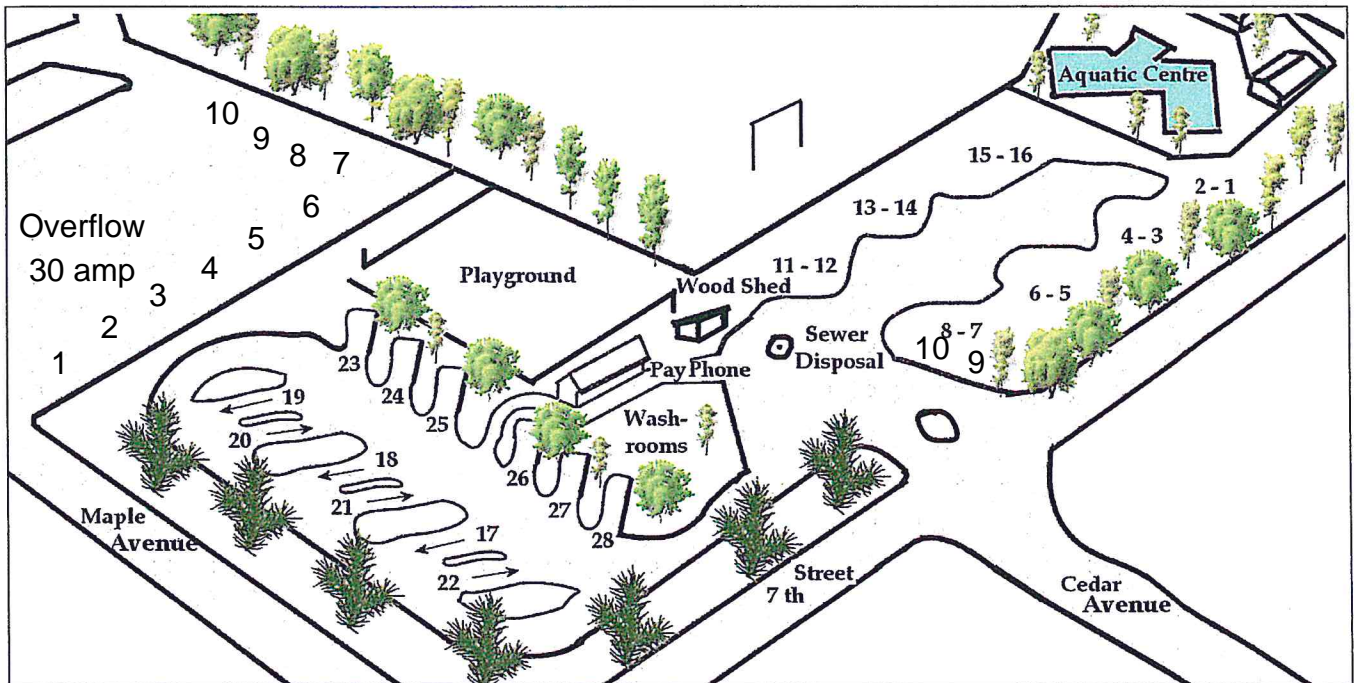 Aquatic Centre
10
9
8
7
15 - 16
2 - 1
6
13 - 14
Overflow
30 amp
5
4 - 3
4
Playground
11 - 12
3
Wood Shed
6 - 5
2
8 - 7
Sewer
Disposal
10
9
1
23
Pay Phone
24
19
25
Wash-
rooms
20
18
26
21
27
17
28
Maple
Avenue
22
Street
7 th
Cedar
Avenue